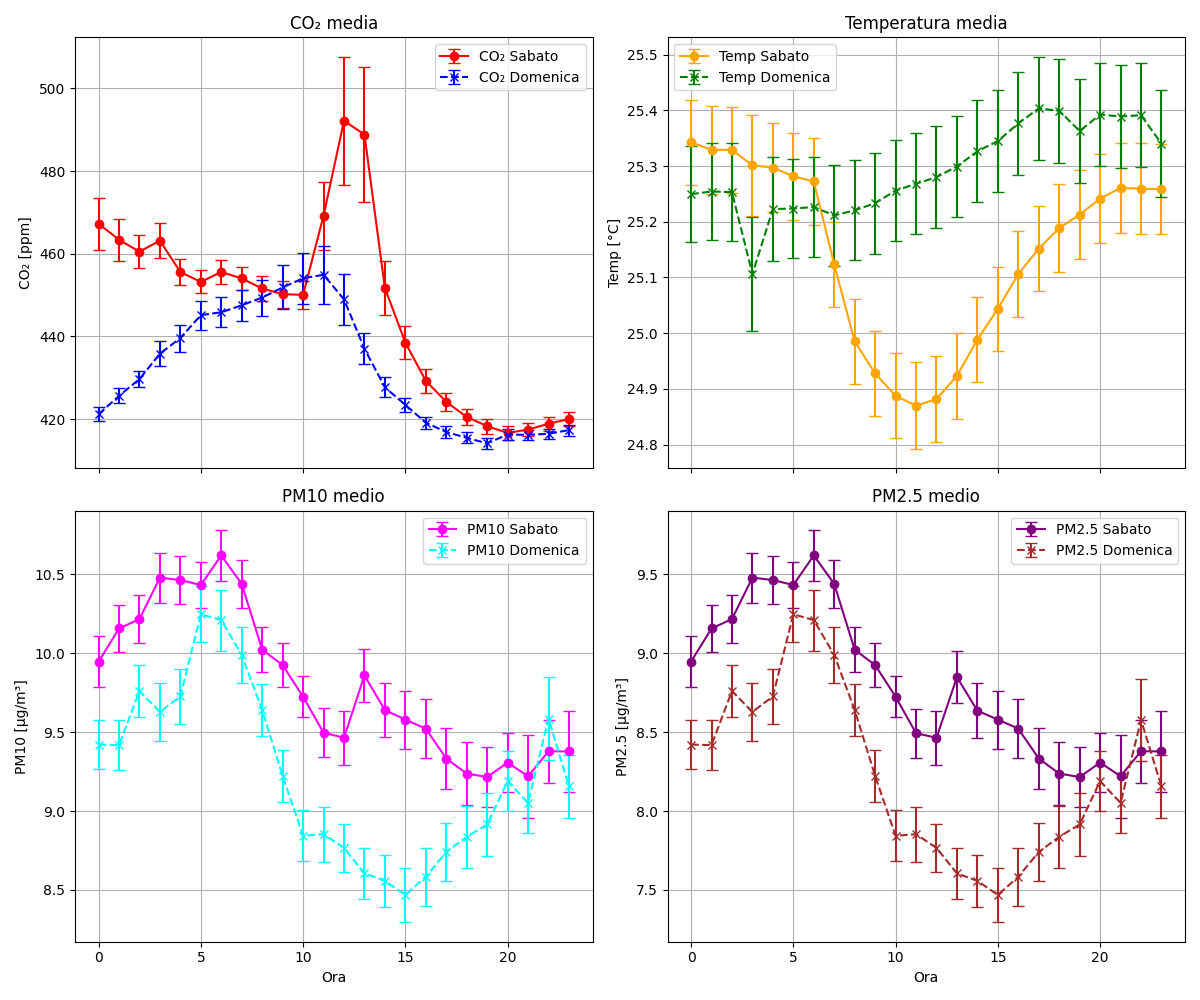 CO₂ media
CO₂ [ppm]
500
480
460
440
420
CO₂ Sabato
CO₂ Domenica
Temperatura media
Temp [°C]
25.5
25.4
25.3
25.2
25.1
25.0
24.9
24.8
Temp Sabato
Temp Domenica
PM10 medio
PM10 [µg/m³]
10.5
10.0
9.5
9.0
8.5
PM10 Sabato
PM10 Domenica
0 5 10 15 20
Ora
PM2.5 medio
PM2.5 [µg/m³]
9.5
9.0
8.5
8.0
7.5
PM2.5 Sabato
PM2.5 Domenica
0 5 10 15 20
Ora